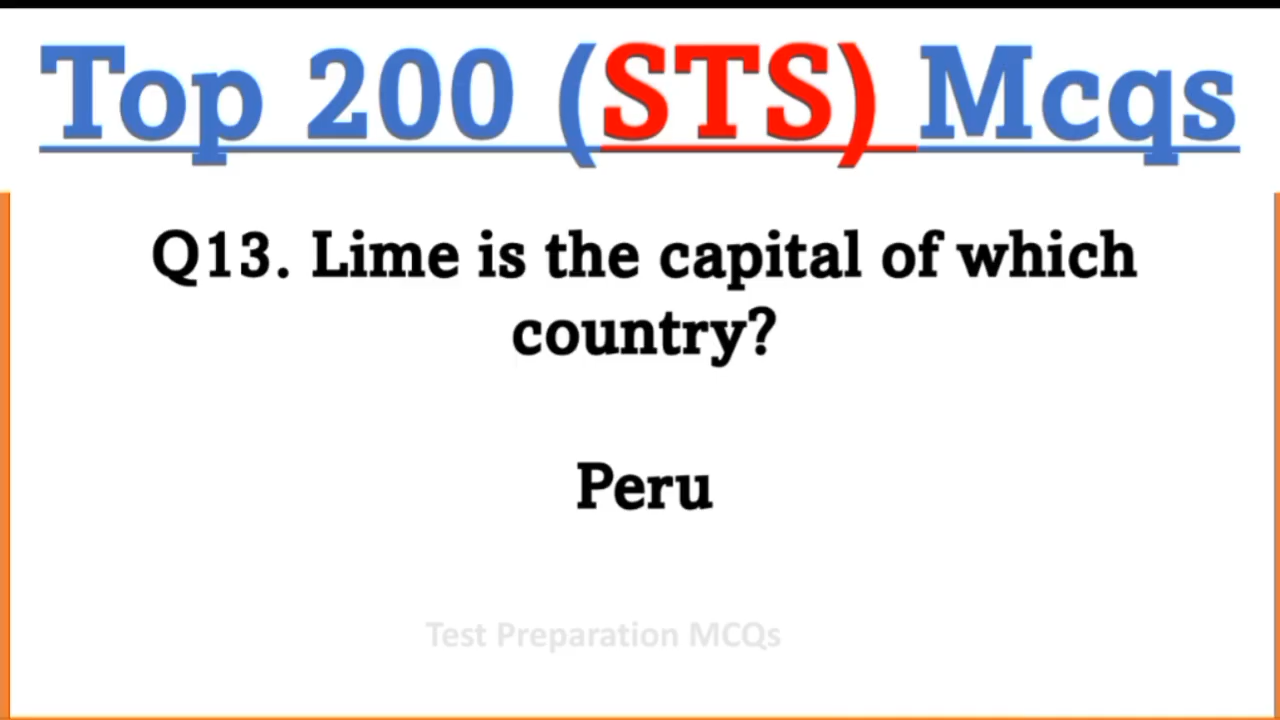 Top 200 (STS) Mcqs
Q13. Lime is the capital of which
country?
Peru
Test Preparation MCQs